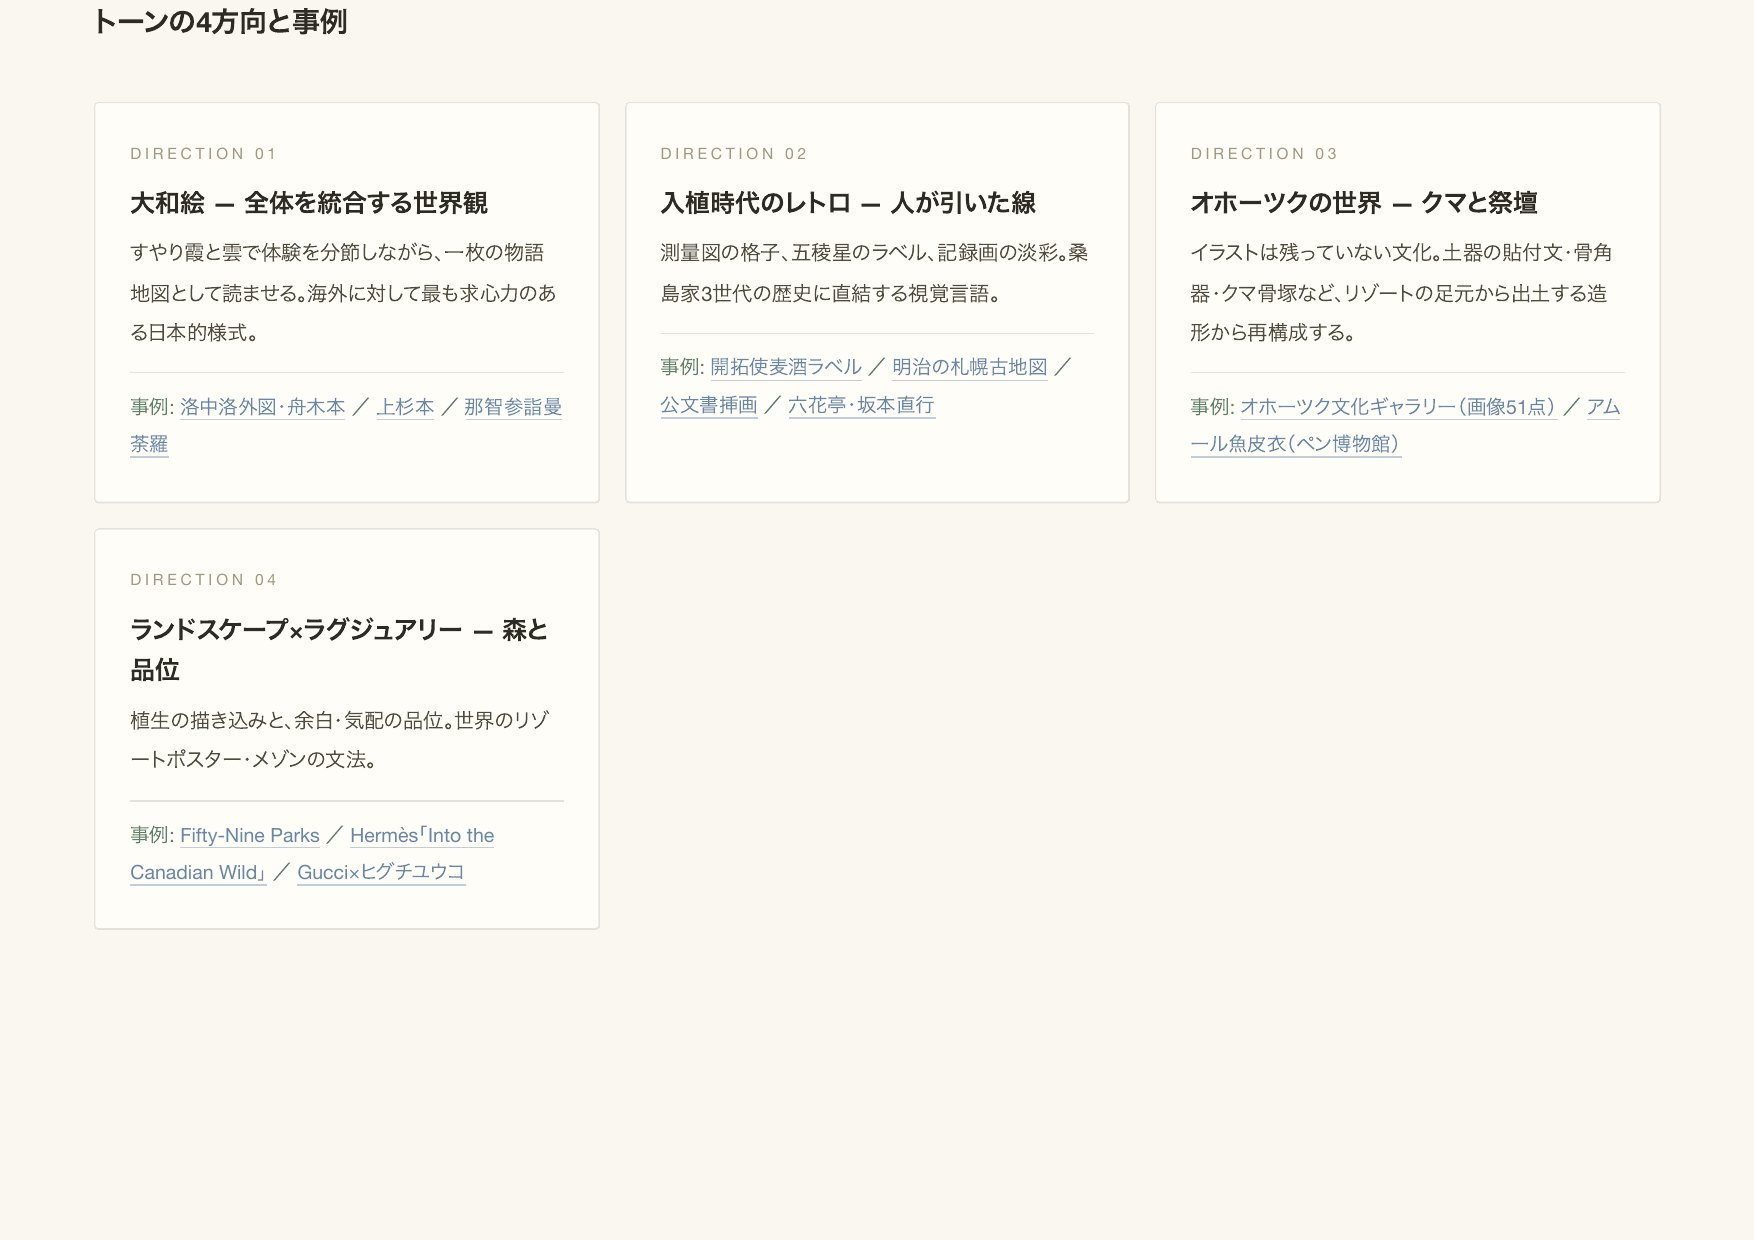 トーンの4方向と事例
DIRECTION 01
大和絵 — 全体を統合する世界観
すやり霞と雲で体験を分節しながら、一枚の物語
地図として読ませる。海外に対して最も求心力のあ
る日本的様式。
事例: 洛中洛外図·舟木本 ／ 上杉本 ／ 那智参詣曼
荼羅
DIRECTION 02
入植時代のレトロ — 人が引いた線
測量図の格子、五稜星のラベル、記録画の淡彩。桑
島家3世代の歴史に直結する視覚言語。
事例: 開拓使麦酒ラベル ／ 明治の札幌古地図 ／
公文書挿画 ／ 六花亭·坂本直行
DIRECTION 03
オホーツクの世界 — クマと祭壇
イラストは残っていない文化。土器の貼付文·骨角
器·クマ骨塚など、リゾートの足元から出土する造
形から再構成する。
事例: オホーツク文化ギャラリー（画像51点） ／ アム
ール魚皮衣（ペン博物館）
DIRECTION 04
ランドスケープ×ラグジュアリー — 森と
品位
植生の描き込みと、余白·気配の品位。世界のリゾ
ートポスター·メゾンの文法。
事例: Fifty-Nine Parks ／ Hermès「Into the
Canadian Wild」 ／ Gucci×ヒグチユウコ